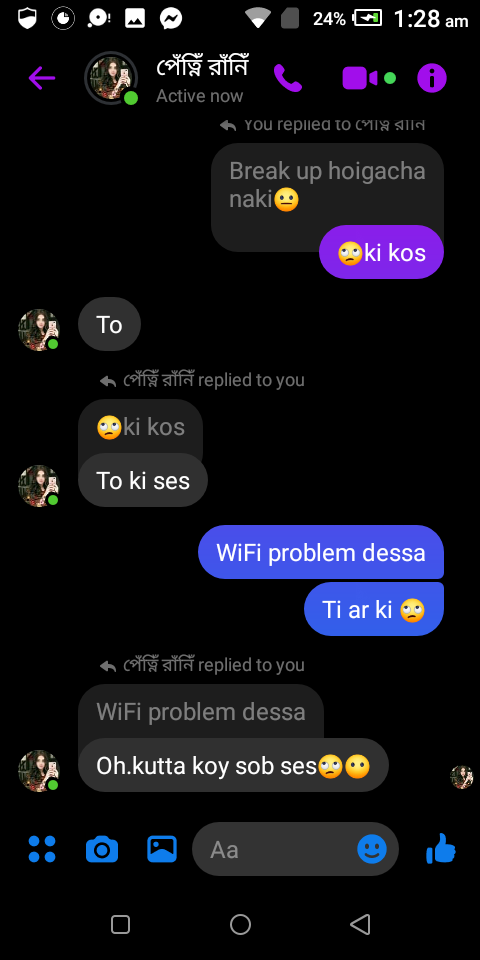 24% 1:28 am
পেঁত্নিঁ রাঁনিঁ
Active now
You replied to পেঁত্নিঁ রাঁনিঁ
Break up hoigacha
naki😐
🙄ki kos
To
পেঁত্নিঁ রাঁনিঁ replied to you
🙄ki kos
To ki ses
WiFi problem dessa
Ti ar ki 🙄
পেঁত্নিঁ রাঁনিঁ replied to you
WiFi problem dessa
Oh.kutta koy sob ses🙄😶
Aa